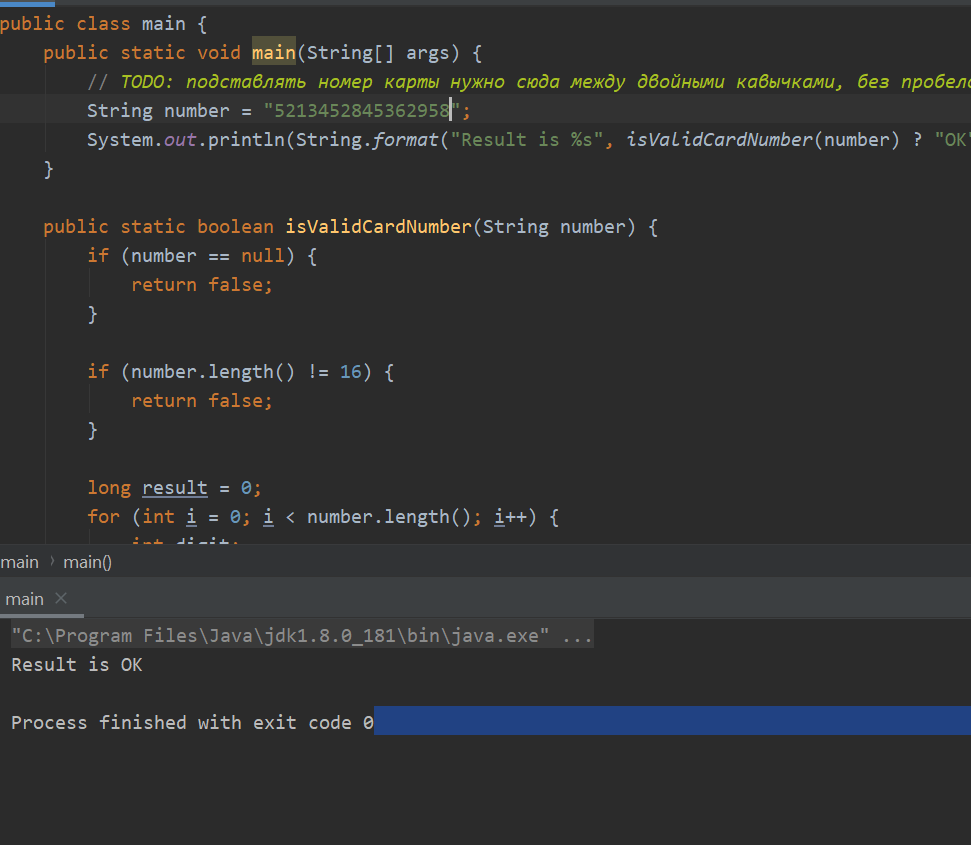 public class main {
public static void main(String[] args) {
// TODO: подставлять номер карты нужно сюда между двойными кавычками, без
String number = "5213452845362958";
System.out.println(String.format("Result is %s", isValidCardNumber(number) ? "OK"
}
public static boolean isValidCardNumber(String number) {
if (number == null) {
return false;
}
if (number.length() != 16) {
return false;
}
long result = 0;
for (int i = 0; i < number.length(); i++) {
int digit;
main › main()
main ×
"C:\Program Files\Java\jdk1.8.0_181\bin\java.exe" ...
Result is OK
Process finished with exit code 0